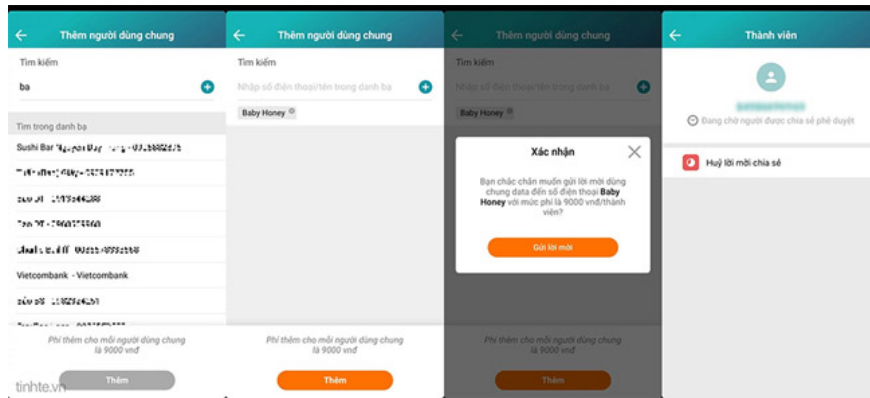 Thêm người dùng chung
Tìm kiếm
ba
Tìm trong danh bạ
Sushi Bar
Vietcombank - Vietcombank
Phí thêm cho mỗi người dùng chung
là 9000 vnđ
Thêm
tinhte.vn
Thêm người dùng chung
Tìm kiếm
Nhập số điện thoại/tên trong danh bạ
Baby Honey
Phí thêm cho mỗi người dùng chung
là 9000 vnđ
Thêm
Thêm người dùng chung
Tìm kiếm
Nhập số điện thoại/tên trong danh bạ
Baby Honey
Xác nhận
Bạn chắc chắn muốn gửi lời mời dùng
chung data đến số điện thoại Baby
Honey với mức phí là 9000 vnđ/thành
viên?
Gửi lời mời
Phí thêm cho mỗi người dùng chung
là 9000 vnđ
Thêm
Thành viên
Đang chờ người được chia sẻ phê duyệt
Huỷ lời mời chia sẻ